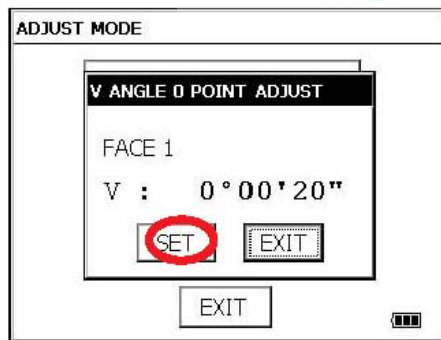 ADJUST MODE
V ANGLE 0 POINT ADJUST
FACE 1
V : 0°00'20"
SET EXIT
EXIT